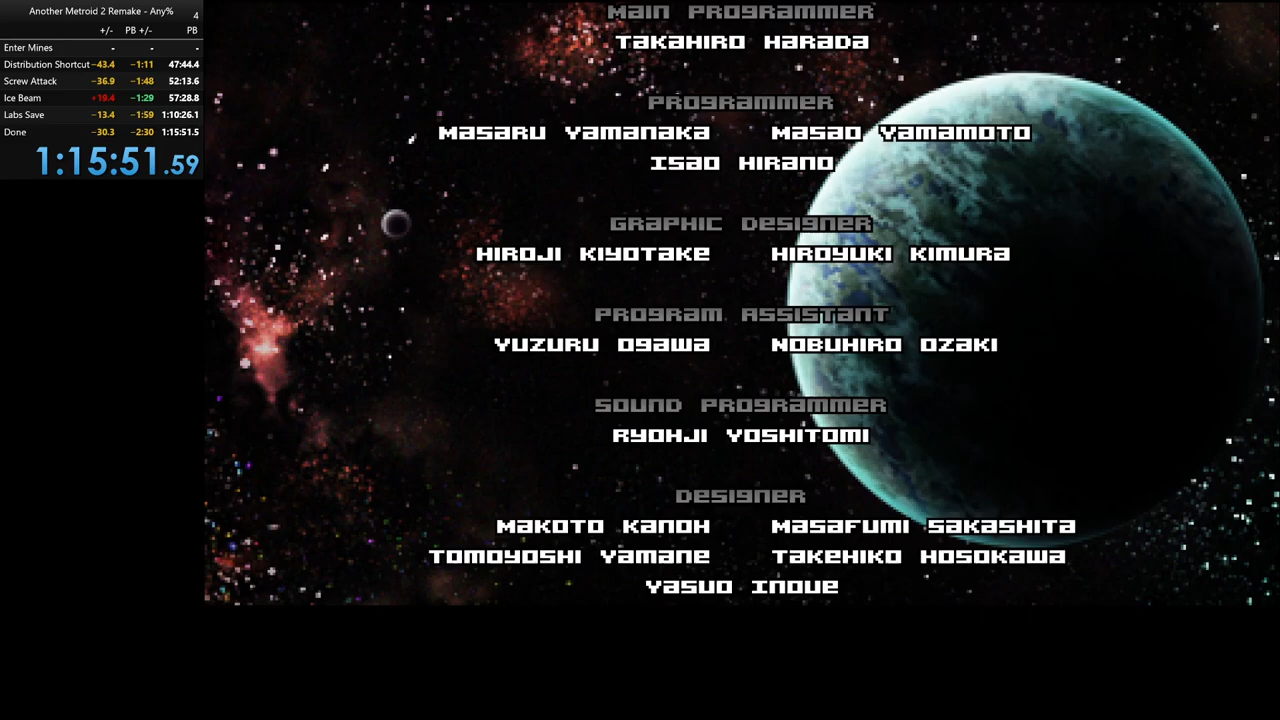 Another Metroid 2 Remake - Any%
4
+/- PB +/- PB
Enter Mines - - -
Distribution Shortcut -43.4 -1:11 47:44.4
Screw Attack -36.9 -1:48 52:13.6
Ice Beam +19.4 -1:29 57:28.8
Labs Save -13.4 -1:59 1:10:26.1
Done -30.3 -2:30 1:15:51.5
1:15:51.59
MAIN PROGRAMMER
TAKAHIRO HARADA
PROGRAMMER
MASARU YAMANAKA MASAO YAMAMOTO
ISAO HIRANO
GRAPHIC DESIGNER
HIROJI KIYOTAKE HIROYUKI KIMURA
PROGRAM ASSISTANT
YUZURU OGAWA NOBUHIRO OZAKI
SOUND PROGRAMMER
RYOHJI YOSHITOMI
DESIGNER
MAKOTO KANOH MASAFUMI SAKASHITA
TOMOYOSHI YAMANE TAKEHIKO HOSOKAWA
YASUO INOUE